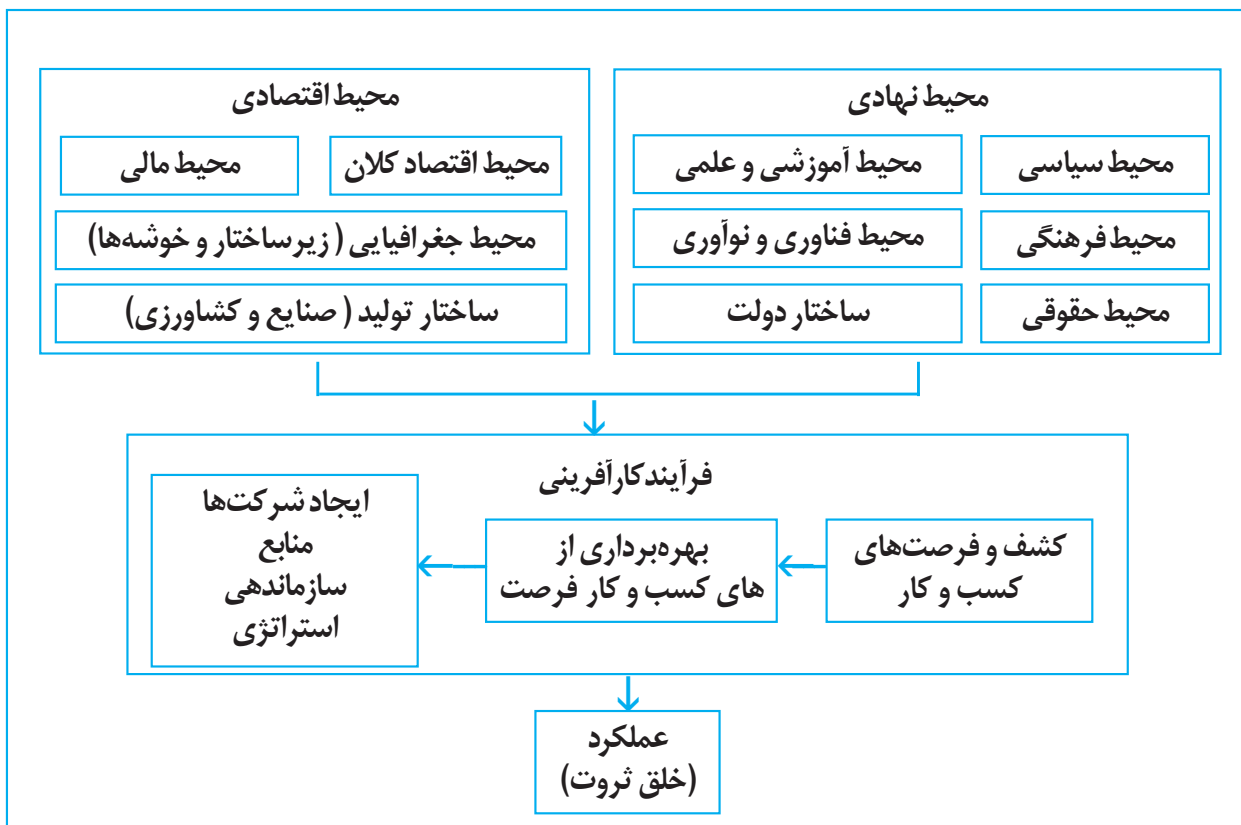 محیط نهادی
محیط سیاسی
محیط آموزشی و علمی
محیط فرهنگی
محیط فناوری و نوآوری
محیط حقوقی
ساختار دولت
محیط اقتصادی
محیط اقتصاد کلان
محیط مالی
محیط جغرافیایی ( زیرساختار و خوشه‌ها)
ساختار تولید ( صنایع و کشاورزی)
فرآیند کارآفرینی
کشف و فرصت‌های
کسب و کار
بهره‌برداری از
های کسب و کار فرصت
ایجاد شرکت‌ها
منابع
سازماندهی
استراتژی
عملکرد
(خلق ثروت)